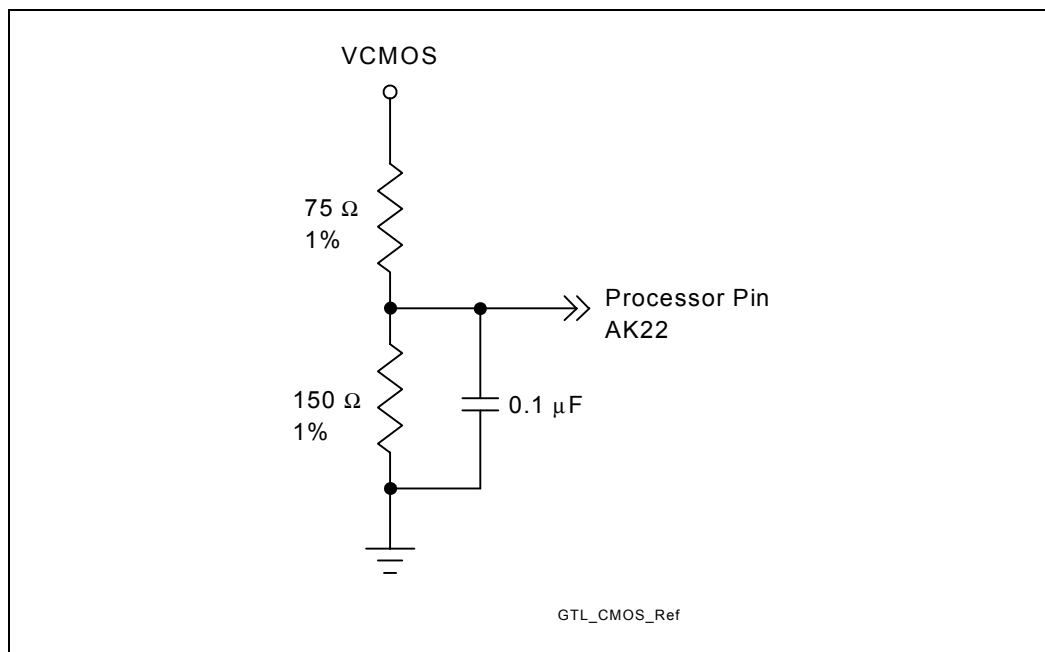 VCMOS
75 Ω
1%
Processor Pin
AK22
150 Ω
1%
0.1 μF
GTL_CMOS_Ref